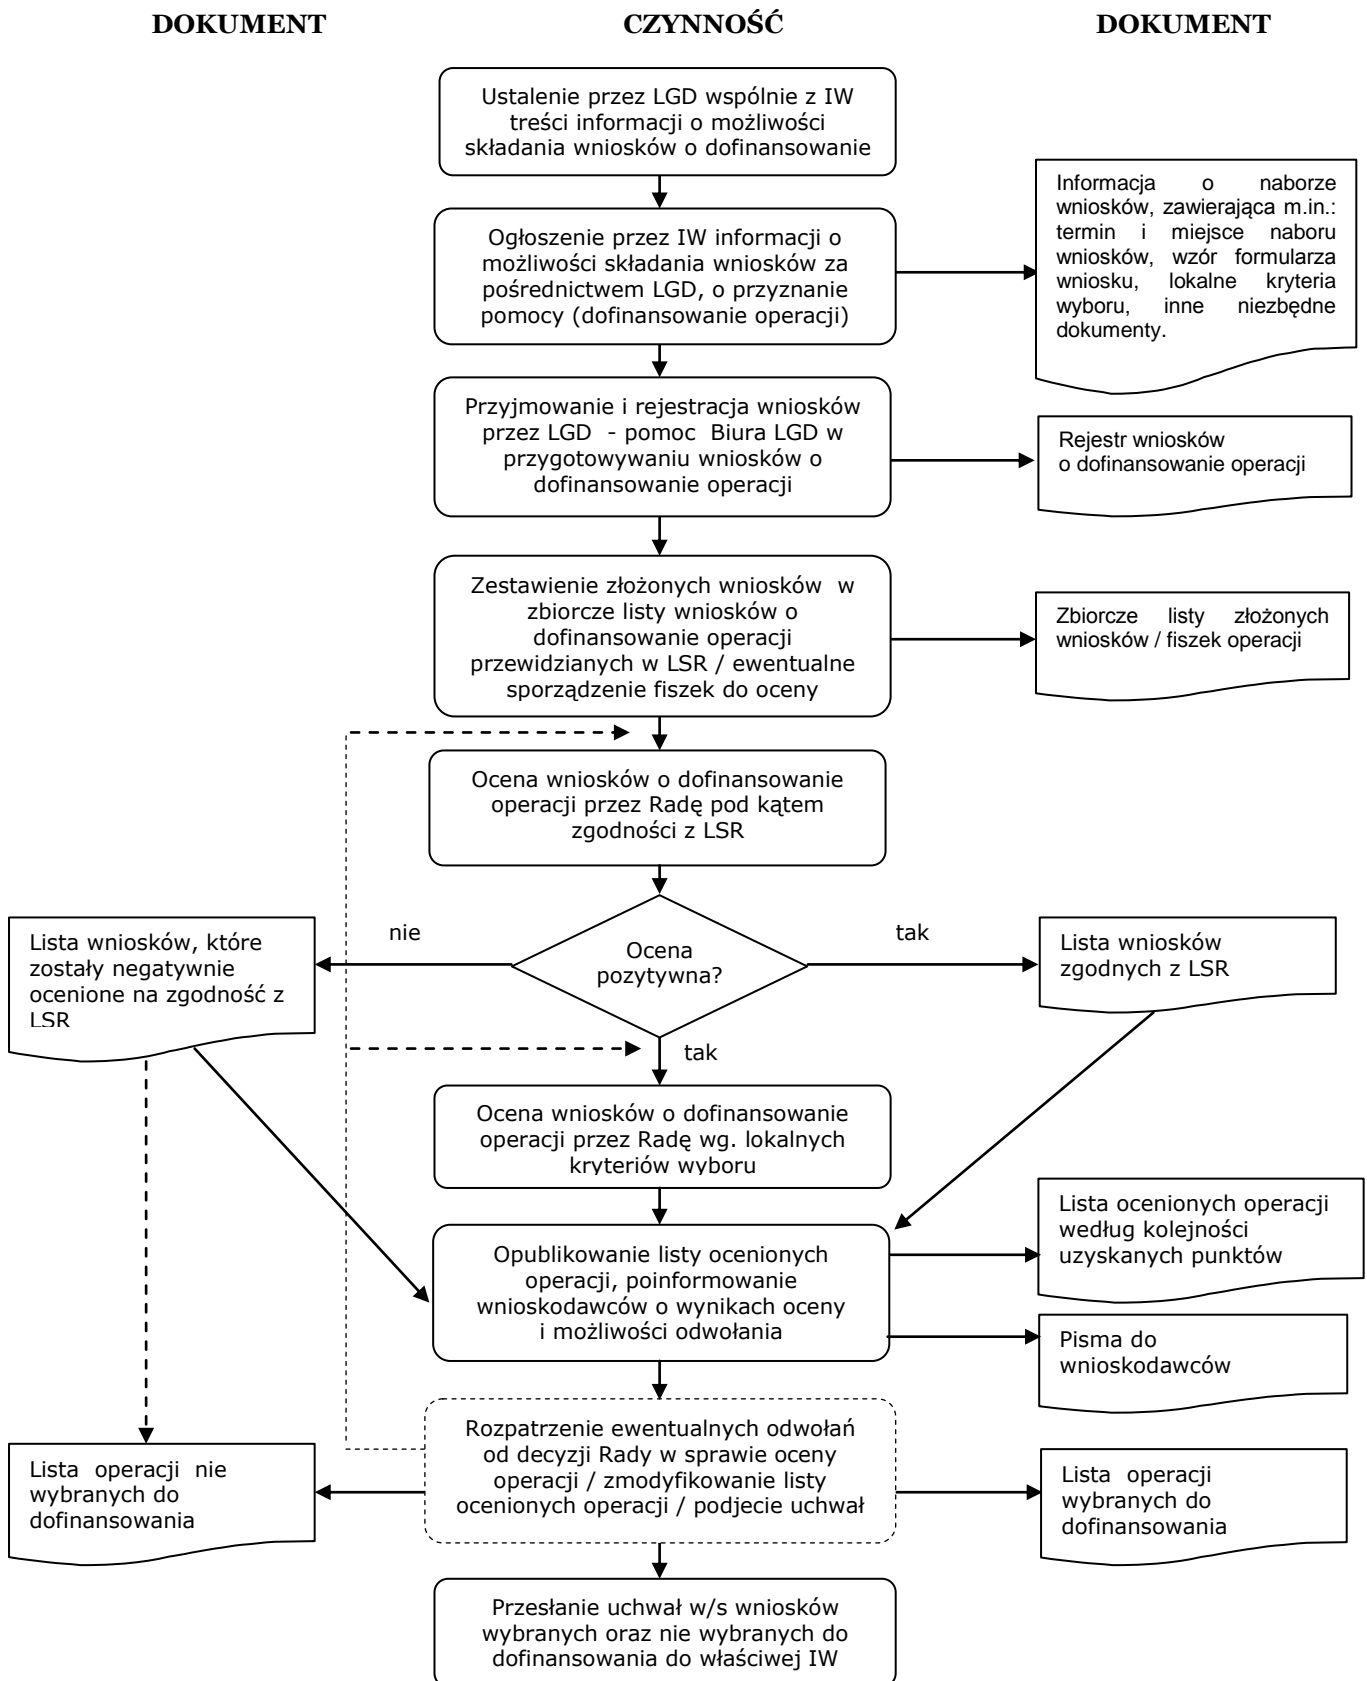 DOKUMENT
CZYNNOŚĆ
DOKUMENT
Ustalenie przez LGD wspólnie z IW
treści informacji o możliwości
składania wniosków o dofinansowanie
Ogłoszenie przez IW informacji o
możliwości składania wniosków za
pośrednictwem LGD, o przyznanie
pomocy (dofinansowanie operacji)
Informacja o naborze
wniosków, zawierająca m.in.:
termin i miejsce naboru
wniosków, wzór formularza
wniosku, lokalne kryteria
wyboru, inne niezbędne
dokumenty.
Przyjmowanie i rejestracja wniosków
przez LGD - pomoc Biura LGD w
przygotowywaniu wniosków o
dofinansowanie operacji
Rejestr wniosków
o dofinansowanie operacji
Zestawienie złożonych wniosków w
zbiorcze listy wniosków o
dofinansowanie operacji
przewidzianych w LSR / ewentualne
sporządzenie fiszek do oceny
Zbiorcze listy złożonych
wniosków / fiszek operacji
Ocena wniosków o dofinansowanie
operacji przez Radę pod kątem
zgodności z LSR
Lista wniosków, które
zostały negatywnie
ocenione na zgodność z
LSR
nie
Ocena
pozytywna?
tak
Lista wniosków
zgodnych z LSR
tak
Ocena wniosków o dofinansowanie
operacji przez Radę wg. lokalnych
kryteriów wyboru
Opublikowanie listy ocenionych
operacji, poinformowanie
wnioskodawców o wynikach oceny
i możliwości odwołania
Lista ocenionych operacji
według kolejności
uzyskanych punktów
Pisma do
wnioskodawców
Rozpatrzenie ewentualnych odwołań
od decyzji Rady w sprawie oceny
operacji / zmodyfikowanie listy
ocenionych operacji / podjecie uchwał
Lista operacji nie
wybranych do
dofinansowania
Lista operacji
wybranych do
dofinansowania
Przesłanie uchwał w/s wniosków
wybranych oraz nie wybranych do
dofinansowania do właściwej IW